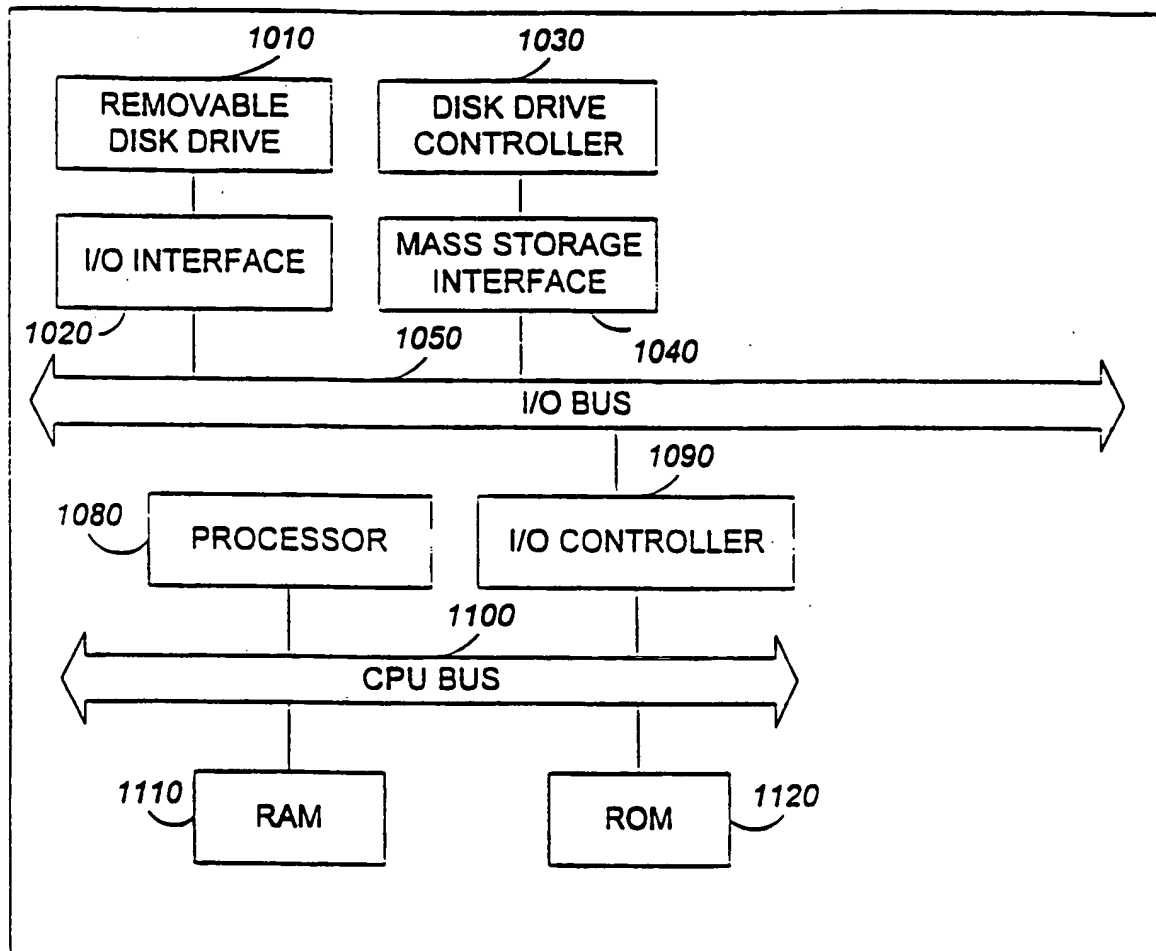 1010
1030
REMOVABLE
DISK DRIVE
DISK DRIVE
CONTROLLER
I/O INTERFACE
MASS STORAGE
INTERFACE
1020
1050
1040
I/O BUS
1090
1080
PROCESSOR
I/O CONTROLLER
1100
CPU BUS
1110
RAM
ROM
1120